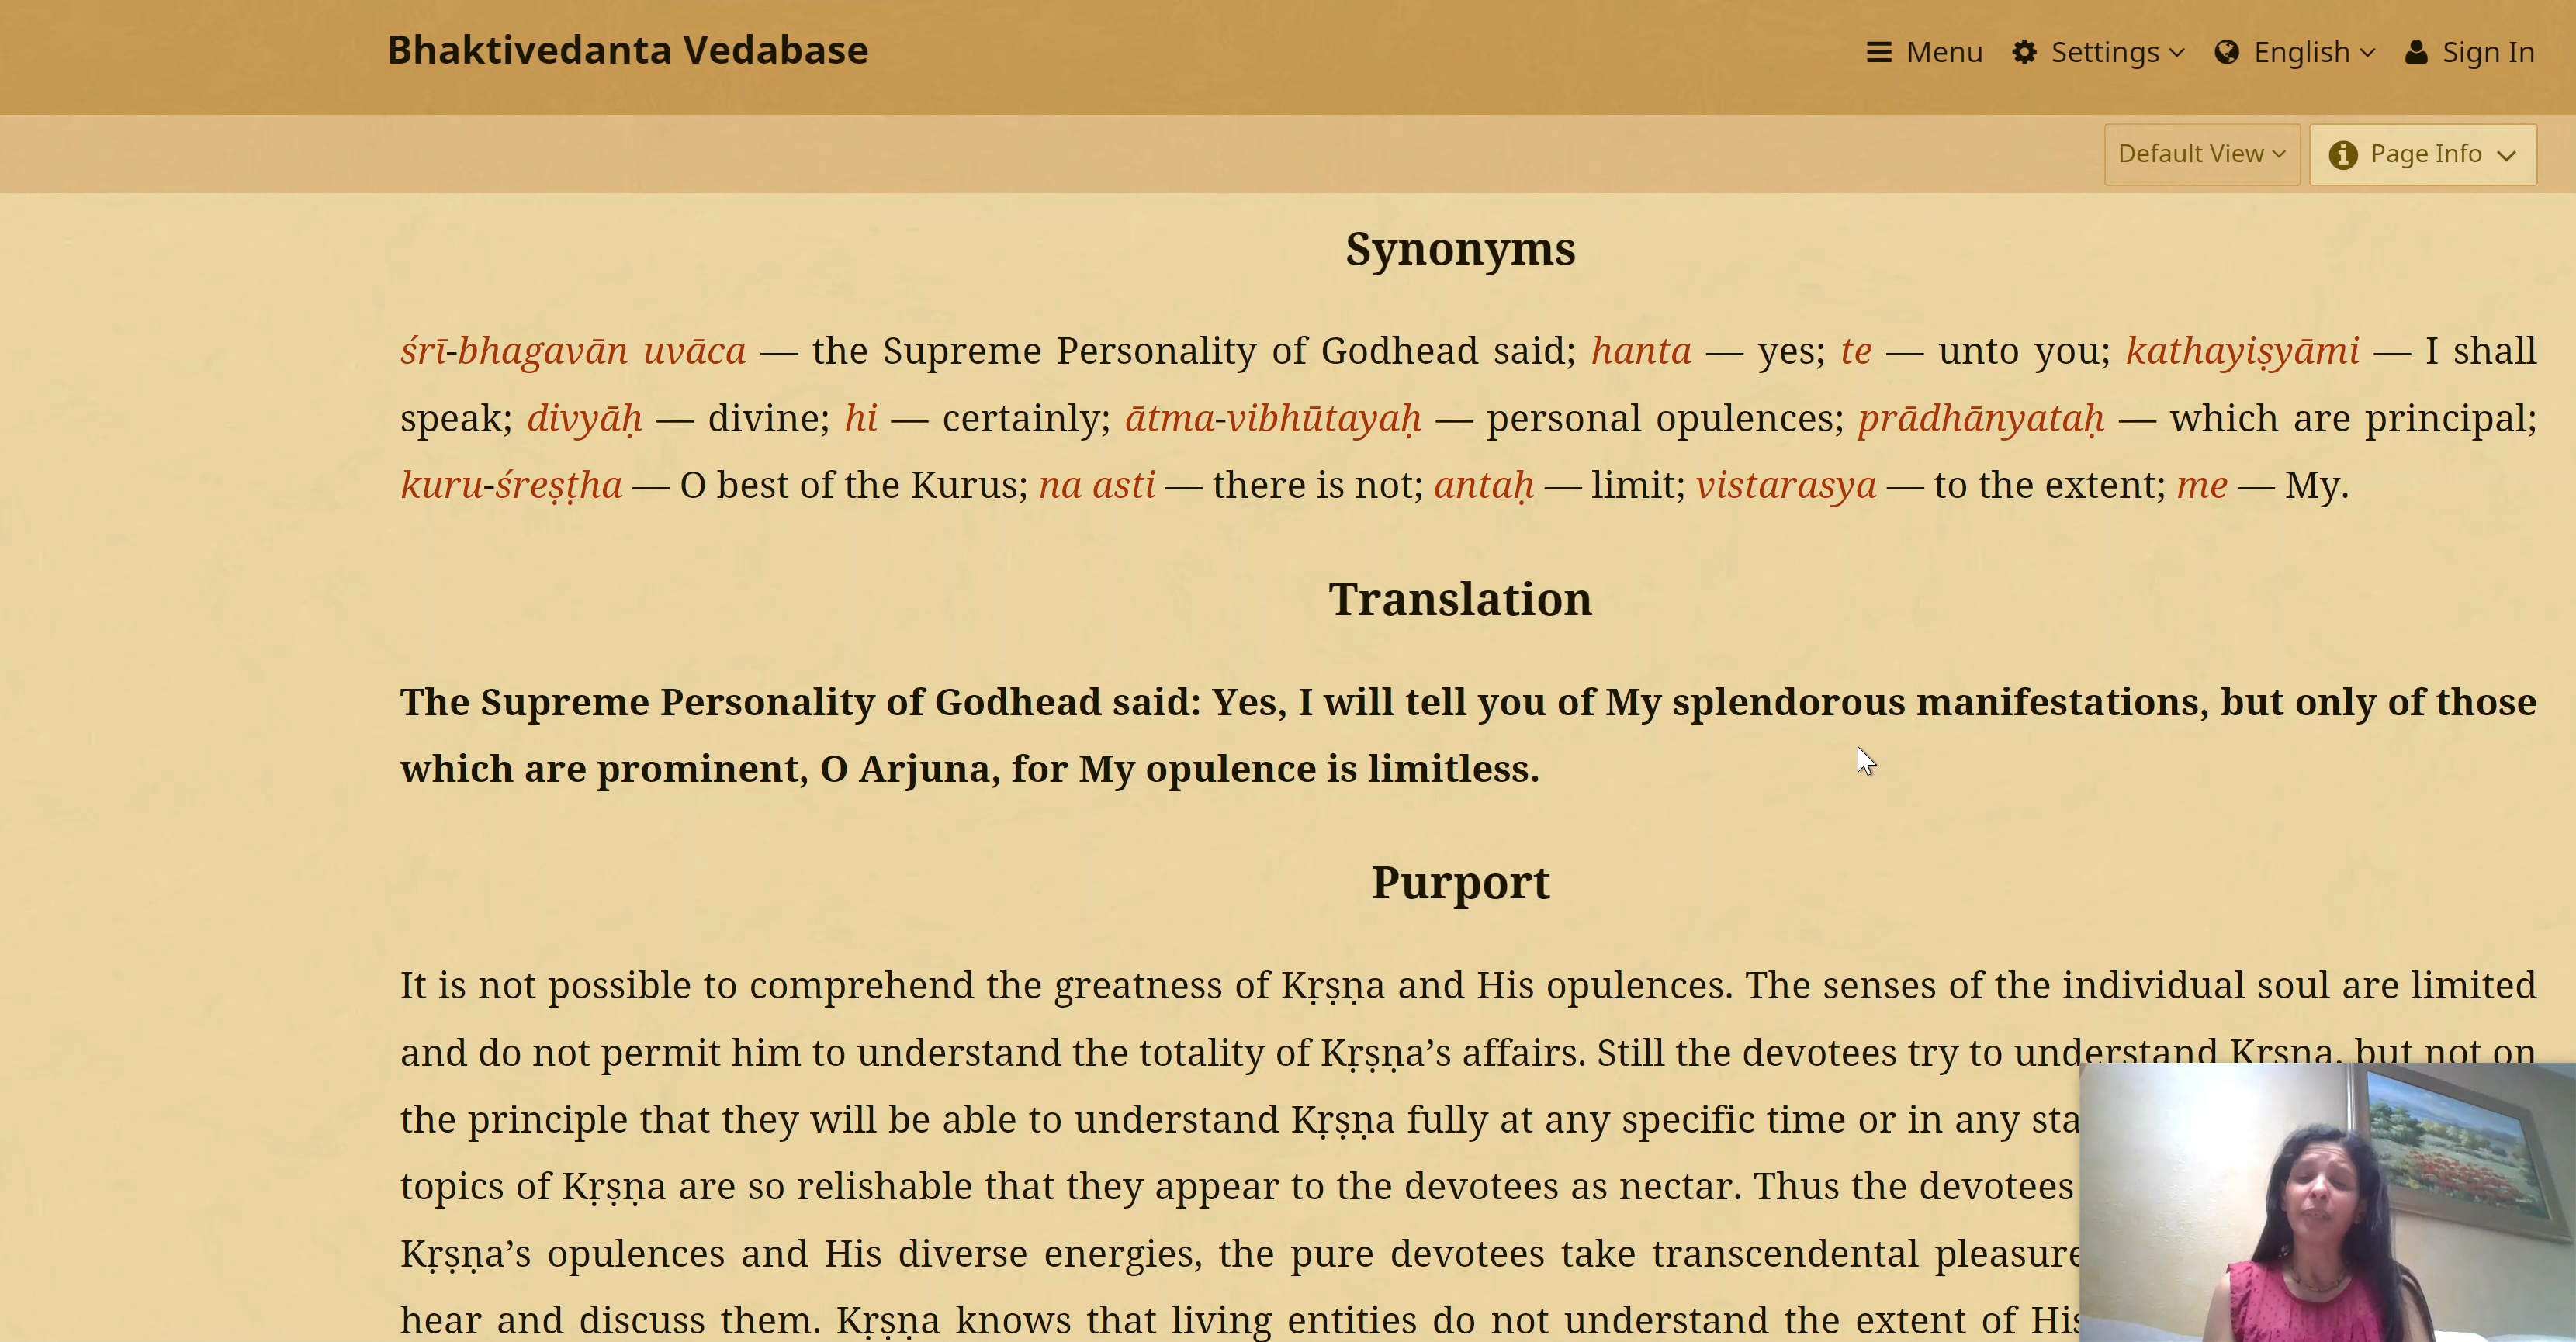 Bhaktivedanta Vedabase
Menu Settings English Sign In
Default View Page Info
Synonyms
śrī-bhagavān uvāca — the Supreme Personality of Godhead said; hanta — yes; te — unto you; kathayiṣyāmi — I shall
speak; divyāḥ — divine; hi — certainly; ātma-vibhūtayaḥ — personal opulences; prādhānyataḥ — which are principal;
kuru-śreṣṭha — O best of the Kurus; na asti — there is not; antaḥ — limit; vistarasya — to the extent; me — My.
Translation
The Supreme Personality of Godhead said: Yes, I will tell you of My splendorous manifestations, but only of those
which are prominent, O Arjuna, for My opulence is limitless.
Purport
It is not possible to comprehend the greatness of Kṛṣṇa and His opulences. The senses of the individual soul are limited
and do not permit him to understand the totality of Kṛṣṇa’s affairs. Still the devotees try to understand Kṛṣṇa, but not on
the principle that they will be able to understand Kṛṣṇa fully at any specific time or in any
topics of Kṛṣṇa are so relishable that they appear to the devotees as nectar. Thus the devotees
Kṛṣṇa’s opulences and His diverse energies, the pure devotees take transcendental pleasure
hear and discuss them. Kṛṣṇa knows that living entities do not understand the extent of His